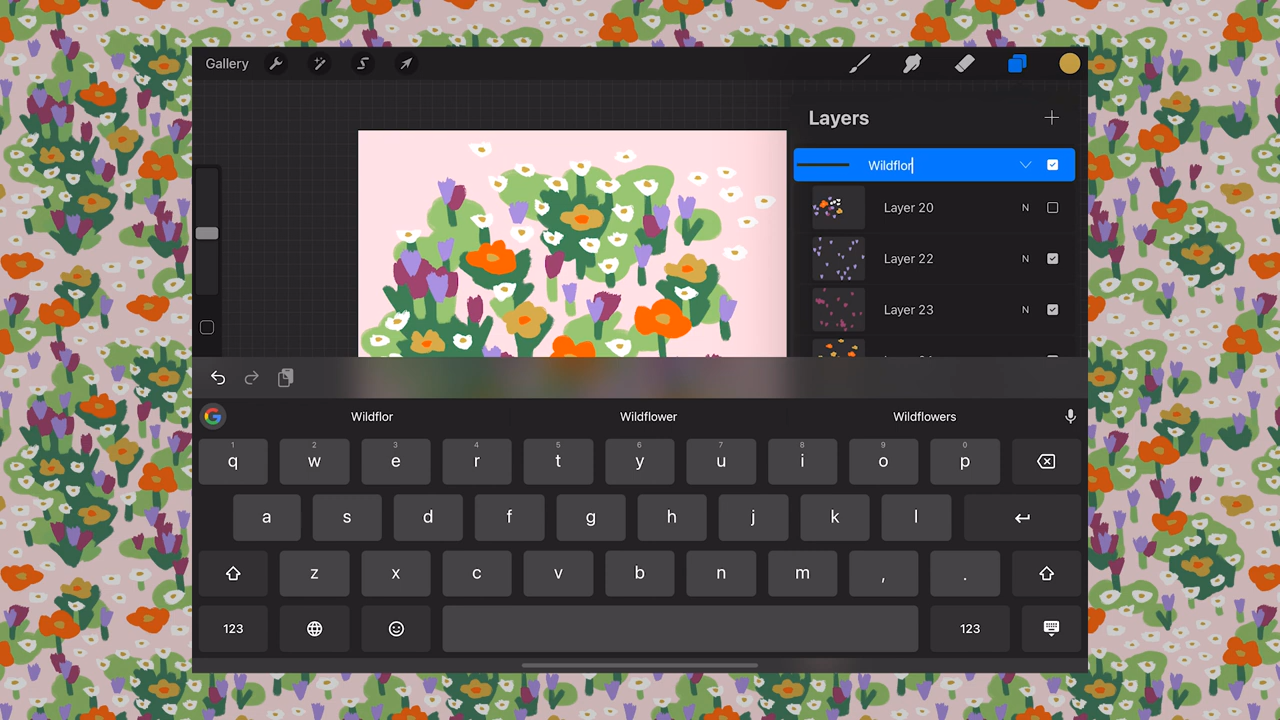 Gallery
Layers
Wildflor
Layer 20 N
Layer 22 N
Layer 23 N
Wildflor Wildflower Wildflowers
1 2 3 4 5 6 7 8 9 0
q w e r t y u i o p
a s d f g h j k l
z x c v b n m , .
123 123